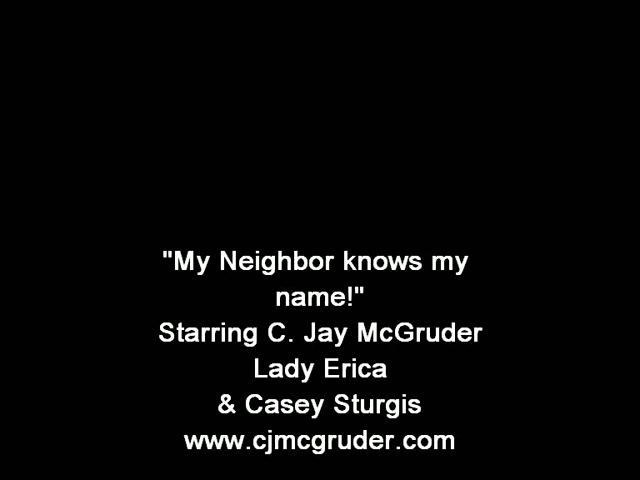 "My Neighbor knows my
name!"
Starring C. Jay McGruder
Lady Erica
& Casey Sturgis
www.cjmcgruder.com